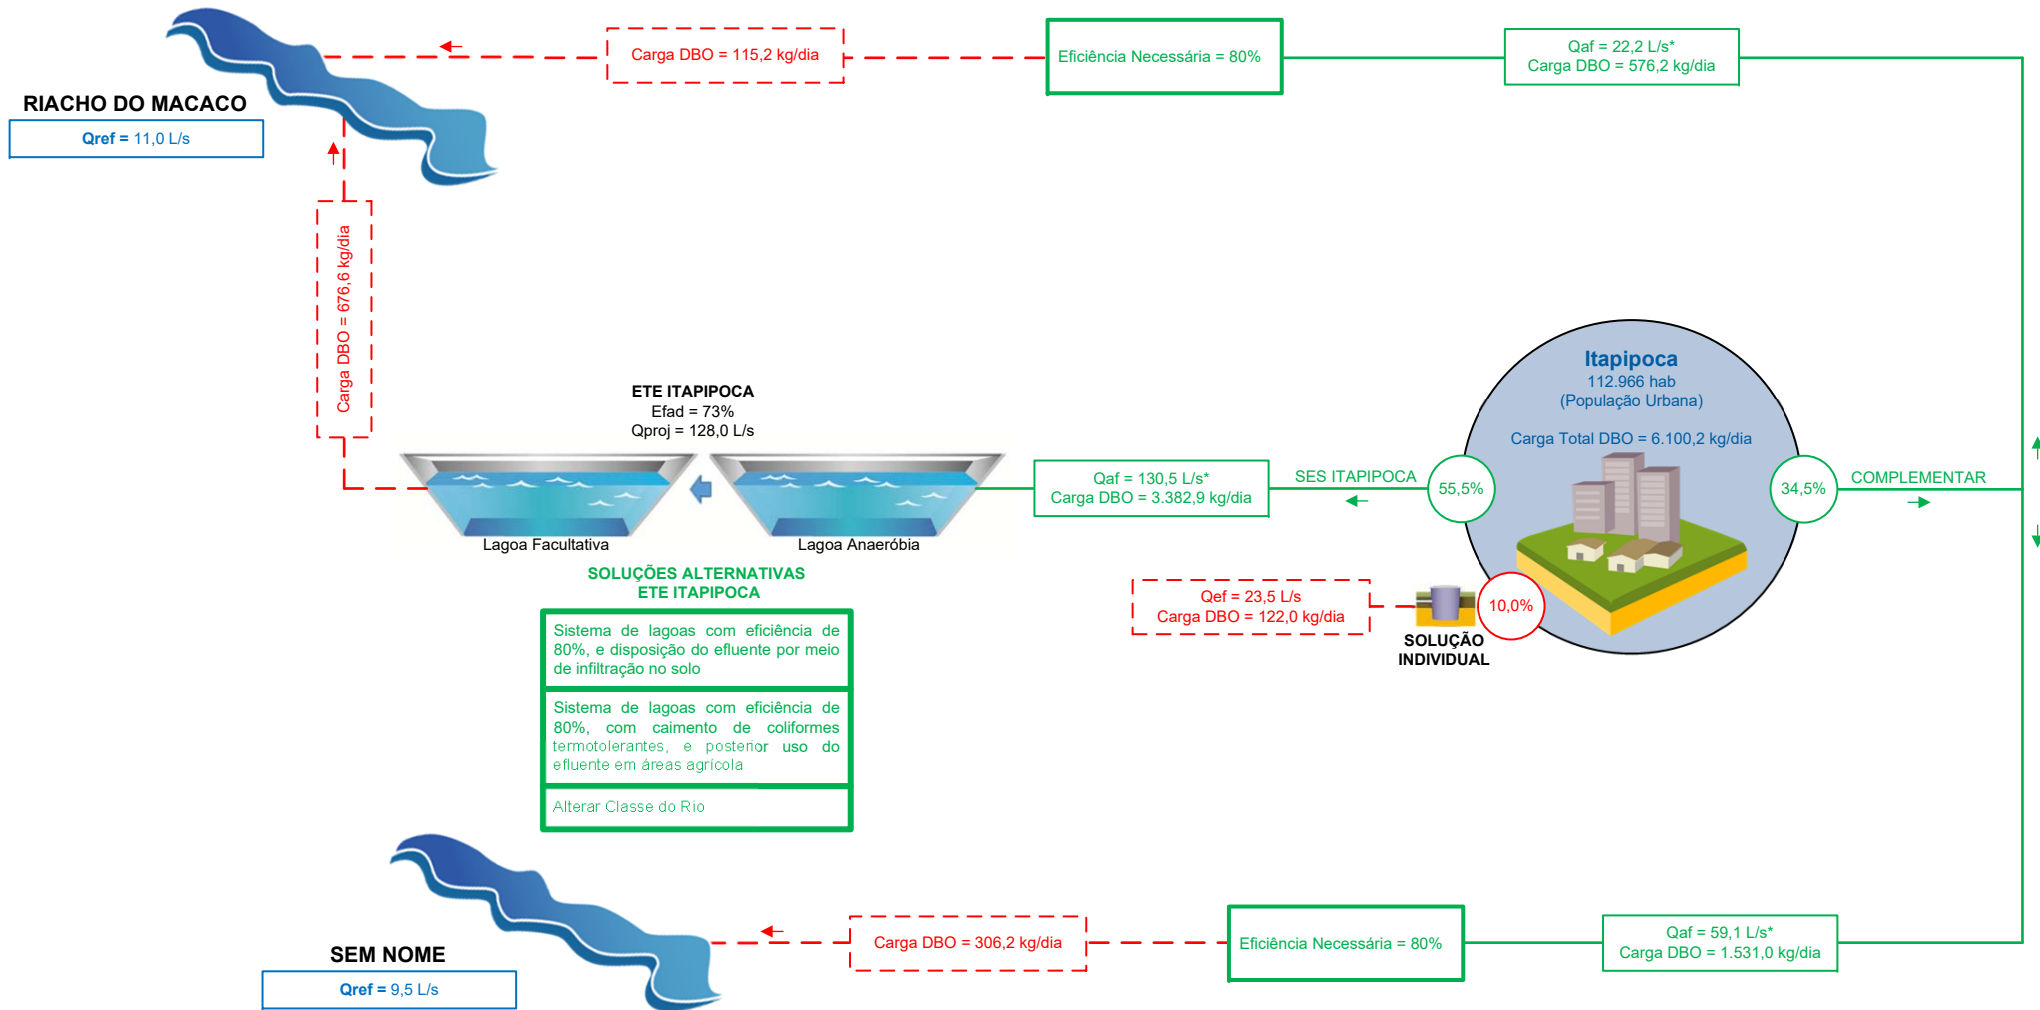 Carga DBO = 115,2 kg/dia
Eficiência Necessária = 80%
Qaf = 22,2 L/s*
Carga DBO = 576,2 kg/dia
RIACHO DO MACACO
Qref = 11,0 L/s
Carga DBO = 676,6 kg/dia
ETE ITAPIPOCA
Efad = 73%
Qproj = 128,0 L/s
Lagoa Facultativa
Lagoa Anaeróbia
Qaf = 130,5 L/s*
Carga DBO = 3.382,9 kg/dia
SES ITAPIPOCA
55,5%
Itapipoca
112.966 hab
(População Urbana)
Carga Total DBO = 6.100,2 kg/dia
34,5%
COMPLEMENTAR
10,0%
SOLUÇÃO
INDIVIDUAL
Qef = 23,5 L/s
Carga DBO = 122,0 kg/dia
SOLUÇÕES ALTERNATIVAS
ETE ITAPIPOCA
Sistema de lagoas com eficiência de
80%, e disposição do efluente por meio
de infiltração no solo
Sistema de lagoas com eficiência de
80%, com caimento de coliformes
termotolerantes, e posterior uso do
efluente em áreas agrícola
Alterar Classe do Rio
SEM NOME
Qref = 9,5 L/s
Carga DBO = 306,2 kg/dia
Eficiência Necessária = 80%
Qaf = 59,1 L/s*
Carga DBO = 1.531,0 kg/dia